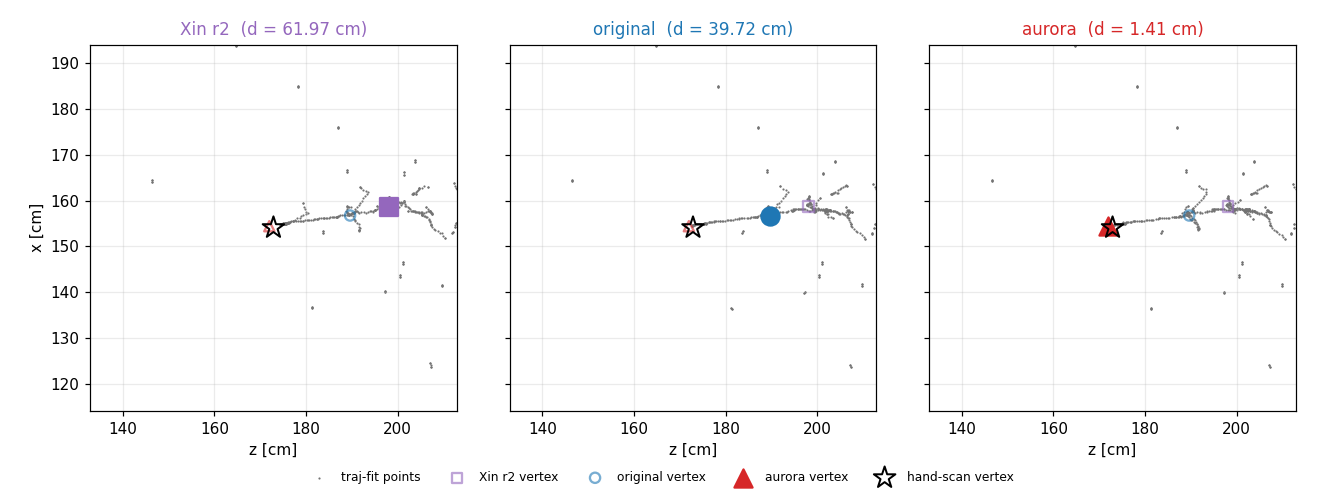 Xin r2  (d = 61.97 cm)
original  (d = 39.72 cm)
aurora  (d = 1.41 cm)
x [cm]
190
180
170
160
150
140
130
120
140 160 180 200
140 160 180 200
140 160 180 200
z [cm]
z [cm]
z [cm]
traj-fit points
Xin r2 vertex
original vertex
aurora vertex
hand-scan vertex